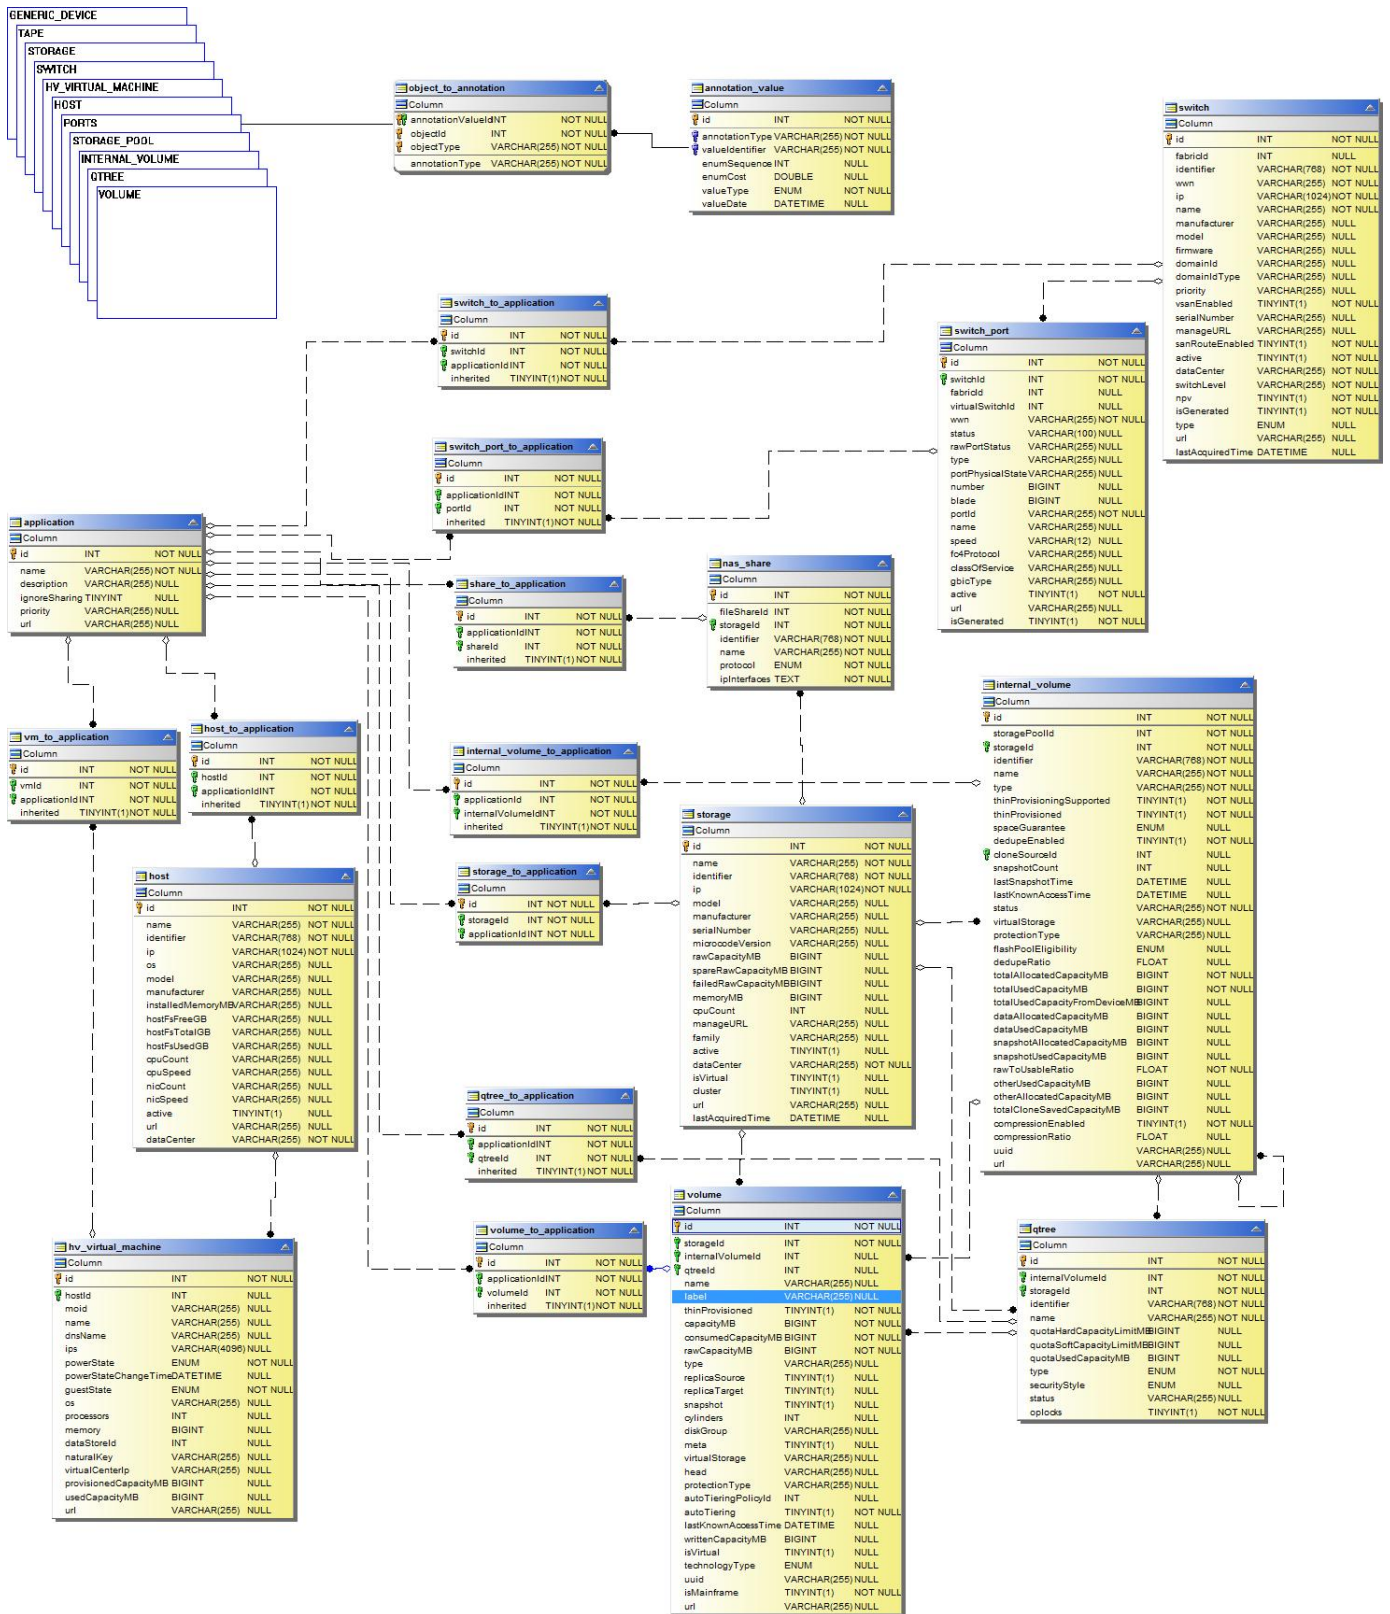 GENERIC_DEVICE
TAPE
STORAGE
SWITCH
HV_VIRTUAL_MACHINE
HOST
PORTS
STORAGE_POOL
INTERNAL_VOLUME
QTREE
VOLUME
object_to_annotation
Column
annotationValueId INT NOT NULL
objectId INT NOT NULL
objectType VARCHAR(255) NOT NULL
annotationType VARCHAR(255) NOT NULL
annotation_value
Column
id INT NOT NULL
annotationType VARCHAR(255) NOT NULL
valueIdentifier VARCHAR(255) NOT NULL
enumSequence INT NULL
enumCost DOUBLE NULL
valueType ENUM NOT NULL
valueDate DATETIME NULL
switch
Column
id INT NOT NULL
fabricId INT NULL
identifier VARCHAR(768) NOT NULL
wwn VARCHAR(255) NOT NULL
ip VARCHAR(1024) NOT NULL
name VARCHAR(255) NOT NULL
manufacturer VARCHAR(255) NULL
model VARCHAR(255) NULL
firmware VARCHAR(255) NULL
domainId VARCHAR(255) NULL
domainIdType VARCHAR(255) NULL
priority VARCHAR(255) NULL
vsanEnabled TINYINT(1) NOT NULL
serialNumber VARCHAR(255) NULL
manageURL VARCHAR(255) NULL
sanRouteEnabled TINYINT(1) NOT NULL
active TINYINT(1) NOT NULL
dataCenter VARCHAR(255) NOT NULL
switchLevel VARCHAR(255) NOT NULL
npv TINYINT(1) NOT NULL
isGenerated TINYINT(1) NOT NULL
type ENUM NULL
url VARCHAR(255) NULL
lastAcquiredTime DATETIME NULL
switch_to_application
Column
id INT NOT NULL
switchId INT NOT NULL
applicationId INT NOT NULL
inherited TINYINT(1) NOT NULL
switch_port
Column
id INT NOT NULL
switchId INT NOT NULL
fabricId INT NULL
virtualSwitchId INT NULL
wwn VARCHAR(255) NOT NULL
status VARCHAR(100) NULL
rawPortStatus VARCHAR(255) NULL
type VARCHAR(255) NULL
portPhysicalState VARCHAR(255) NULL
number BIGINT NULL
blade BIGINT NULL
portId VARCHAR(255) NOT NULL
name VARCHAR(255) NULL
speed VARCHAR(12) NULL
fc4Protocol VARCHAR(255) NULL
classOfService VARCHAR(255) NULL
gbicType VARCHAR(255) NULL
active TINYINT(1) NOT NULL
url VARCHAR(255) NULL
isGenerated TINYINT(1) NOT NULL
switch_port_to_application
Column
id INT NOT NULL
applicationId INT NOT NULL
portId INT NOT NULL
inherited TINYINT(1) NOT NULL
application
Column
id INT NOT NULL
name VARCHAR(255) NOT NULL
description VARCHAR(255) NULL
ignoreSharing TINYINT NULL
priority VARCHAR(255) NULL
url VARCHAR(255) NULL
share_to_application
Column
id INT NOT NULL
applicationId INT NOT NULL
shareId INT NOT NULL
inherited TINYINT(1) NOT NULL
nas_share
Column
id INT NOT NULL
fileShareId INT NOT NULL
storageId INT NOT NULL
identifier VARCHAR(768) NOT NULL
name VARCHAR(255) NOT NULL
protocol ENUM NOT NULL
ipInterfaces TEXT NOT NULL
vm_to_application
Column
id INT NOT NULL
vmId INT NOT NULL
applicationId INT NOT NULL
inherited TINYINT(1) NOT NULL
host_to_application
Column
id INT NOT NULL
hostId INT NOT NULL
applicationId INT NOT NULL
inherited TINYINT(1) NOT NULL
internal_volume_to_application
Column
id INT NOT NULL
applicationId INT NOT NULL
internalVolumeId INT NOT NULL
inherited TINYINT(1) NOT NULL
internal_volume
Column
id INT NOT NULL
storagePoolId INT NOT NULL
storageId INT NOT NULL
identifier VARCHAR(768) NOT NULL
name VARCHAR(255) NOT NULL
type VARCHAR(255) NOT NULL
thinProvisioningSupported TINYINT(1) NOT NULL
thinProvisioned TINYINT(1) NOT NULL
spaceGuarantee ENUM NULL
dedupeEnabled TINYINT(1) NOT NULL
cloneSourceId INT NULL
snapshotCount INT NULL
lastSnapshotTime DATETIME NULL
lastKnownAccessTime DATETIME NULL
status VARCHAR(255) NOT NULL
virtualStorage VARCHAR(255) NULL
protectionType VARCHAR(255) NULL
flashPoolEligibility ENUM NULL
dedupeRatio FLOAT NULL
totalAllocatedCapacityMB BIGINT NOT NULL
totalUsedCapacityMB BIGINT NOT NULL
totalUsedCapacityFromDeviceMB BIGINT NULL
dataAllocatedCapacityMB BIGINT NULL
dataUsedCapacityMB BIGINT NULL
snapshotAllocatedCapacityMB BIGINT NULL
snapshotUsedCapacityMB BIGINT NULL
rawToUsableRatio FLOAT NOT NULL
otherUsedCapacityMB BIGINT NULL
otherAllocatedCapacityMB BIGINT NULL
totalCloneSavedCapacityMB BIGINT NULL
compressionEnabled TINYINT(1) NOT NULL
compressionRatio FLOAT NULL
uuid VARCHAR(255) NULL
url VARCHAR(255) NULL
storage
Column
id INT NOT NULL
name VARCHAR(255) NOT NULL
identifier VARCHAR(768) NOT NULL
ip VARCHAR(1024) NOT NULL
model VARCHAR(255) NULL
manufacturer VARCHAR(255) NULL
serialNumber VARCHAR(255) NULL
microcodeVersion VARCHAR(255) NULL
rawCapacityMB BIGINT NULL
spareRawCapacityMB BIGINT NULL
failedRawCapacityMB BIGINT NULL
memoryMB BIGINT NULL
cpuCount INT NULL
manageURL VARCHAR(255) NULL
family VARCHAR(255) NULL
active TINYINT(1) NULL
dataCenter VARCHAR(255) NOT NULL
isVirtual TINYINT(1) NULL
cluster TINYINT(1) NULL
url VARCHAR(255) NULL
lastAcquiredTime DATETIME NULL
storage_to_application
Column
id INT NOT NULL
storageId INT NOT NULL
applicationId INT NOT NULL
host
Column
id INT NOT NULL
name VARCHAR(255) NOT NULL
identifier VARCHAR(768) NOT NULL
ip VARCHAR(1024) NOT NULL
os VARCHAR(255) NULL
model VARCHAR(255) NULL
manufacturer VARCHAR(255) NULL
installedMemoryMB VARCHAR(255) NULL
hostFsFreeGB VARCHAR(255) NULL
hostFsTotalGB VARCHAR(255) NULL
hostFsUsedGB VARCHAR(255) NULL
cpuCount VARCHAR(255) NULL
cpuSpeed VARCHAR(255) NULL
nicCount VARCHAR(255) NULL
nicSpeed VARCHAR(255) NULL
active TINYINT(1) NULL
url VARCHAR(255) NULL
dataCenter VARCHAR(255) NOT NULL
qtree_to_application
Column
id INT NOT NULL
applicationId INT NOT NULL
qtreeId INT NOT NULL
inherited TINYINT(1) NOT NULL
volume
Column
id INT NOT NULL
storageId INT NOT NULL
internalVolumeId INT NULL
qtreeId INT NULL
name VARCHAR(255) NULL
label VARCHAR(255) NULL
thinProvisioned TINYINT(1) NOT NULL
capacityMB BIGINT NOT NULL
consumedCapacityMB BIGINT NOT NULL
rawCapacityMB BIGINT NOT NULL
type VARCHAR(255) NULL
replicaSource TINYINT(1) NULL
replicaTarget TINYINT(1) NULL
snapshot TINYINT(1) NULL
cylinders INT NULL
diskGroup VARCHAR(255) NULL
meta TINYINT(1) NULL
virtualStorage VARCHAR(255) NULL
head VARCHAR(255) NULL
protectionType VARCHAR(255) NULL
autoTieringPolicyId INT NULL
autoTiering TINYINT(1) NOT NULL
lastKnownAccessTime DATETIME NULL
writtenCapacityMB BIGINT NULL
isVirtual TINYINT(1) NULL
technologyType ENUM NULL
uuid VARCHAR(255) NULL
isMainframe TINYINT(1) NOT NULL
url VARCHAR(255) NULL
volume_to_application
Column
id INT NOT NULL
applicationId INT NOT NULL
volumeId INT NOT NULL
inherited TINYINT(1) NOT NULL
qtree
Column
id INT NOT NULL
internalVolumeId INT NOT NULL
storageId INT NOT NULL
identifier VARCHAR(768) NOT NULL
name VARCHAR(255) NOT NULL
quotaHardCapacityLimitMB BIGINT NULL
quotaSoftCapacityLimitMB BIGINT NULL
quotaUsedCapacityMB BIGINT NULL
type ENUM NOT NULL
securityStyle ENUM NULL
status VARCHAR(255) NULL
oplocks TINYINT(1) NOT NULL
hv_virtual_machine
Column
id INT NOT NULL
hostId INT NULL
moid VARCHAR(255) NULL
name VARCHAR(255) NULL
dnsName VARCHAR(255) NULL
ips VARCHAR(4096) NULL
powerState ENUM NOT NULL
powerStateChangeTime DATETIME NULL
guestState ENUM NOT NULL
os VARCHAR(255) NULL
processors INT NULL
memory BIGINT NULL
dataStoreId INT NULL
naturalKey VARCHAR(255) NULL
virtualCenterIp VARCHAR(255) NULL
provisionedCapacityMB BIGINT NULL
usedCapacityMB BIGINT NULL
url VARCHAR(255) NULL